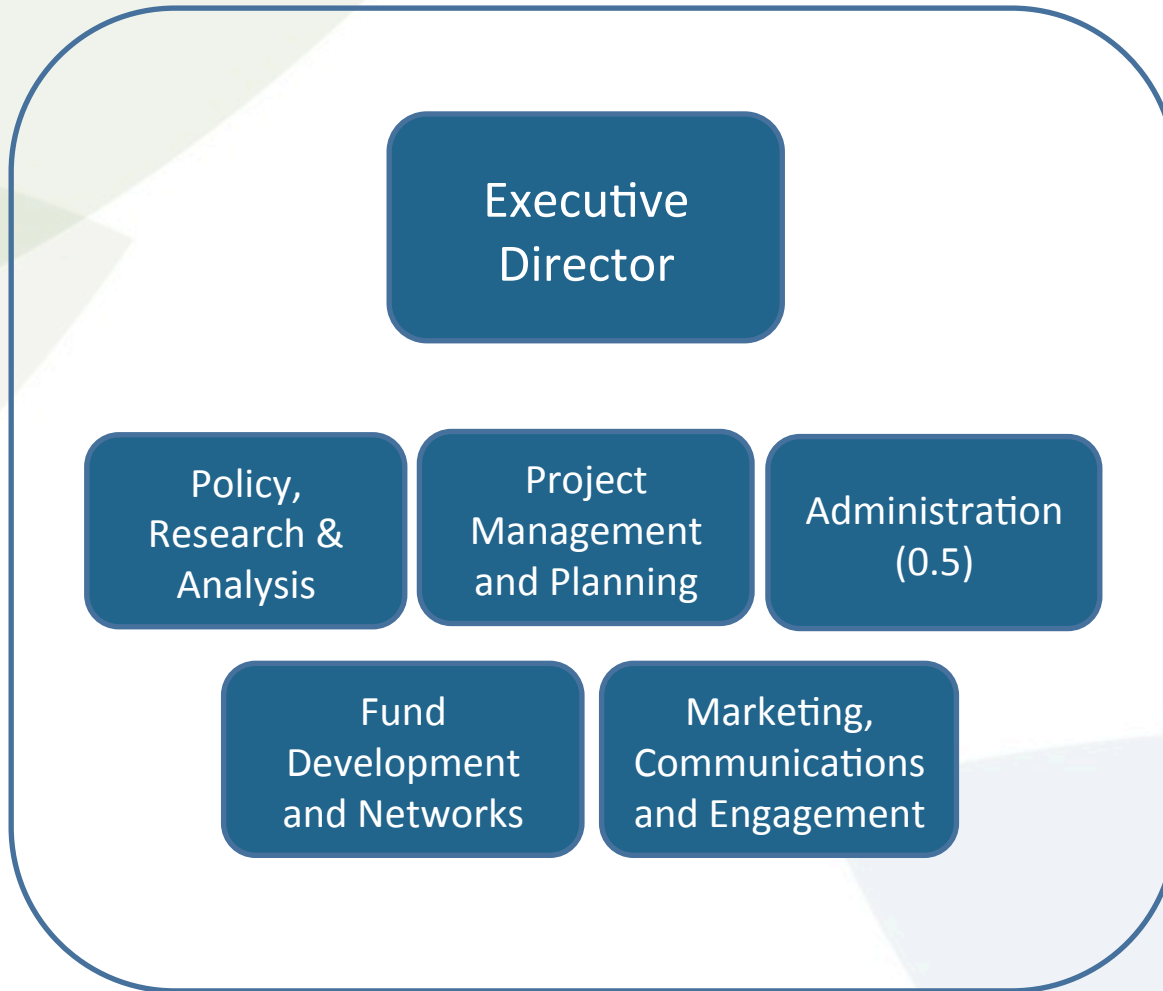 Executive
Director
Policy,
Research &
Analysis
Project
Management
and Planning
Administration
(0.5)
Fund
Development
and Networks
Marketing,
Communications
and Engagement